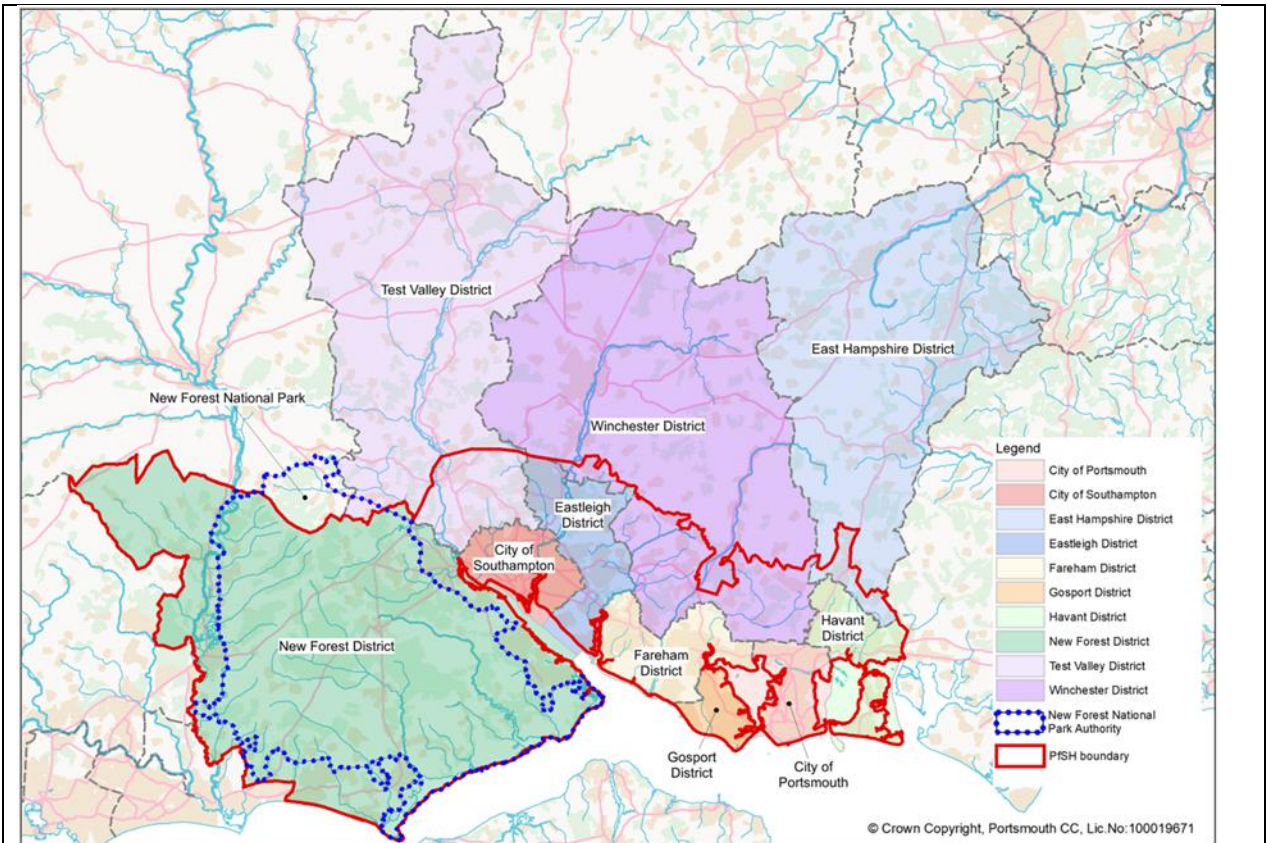 Test Valley District
East Hampshire District
New Forest National Park
Winchester District
Eastleigh
District
City of
Southampton
New Forest District
Havant
District
Fareham
District
Gosport
District
City of
Portsmouth
Legend
City of Portsmouth
City of Southampton
East Hampshire District
Eastleigh District
Fareham District
Gosport District
Havant District
New Forest District
Test Valley District
Winchester District
New Forest National
Park Authority
PfSH boundary
© Crown Copyright, Portsmouth CC, Lic.No:100019671